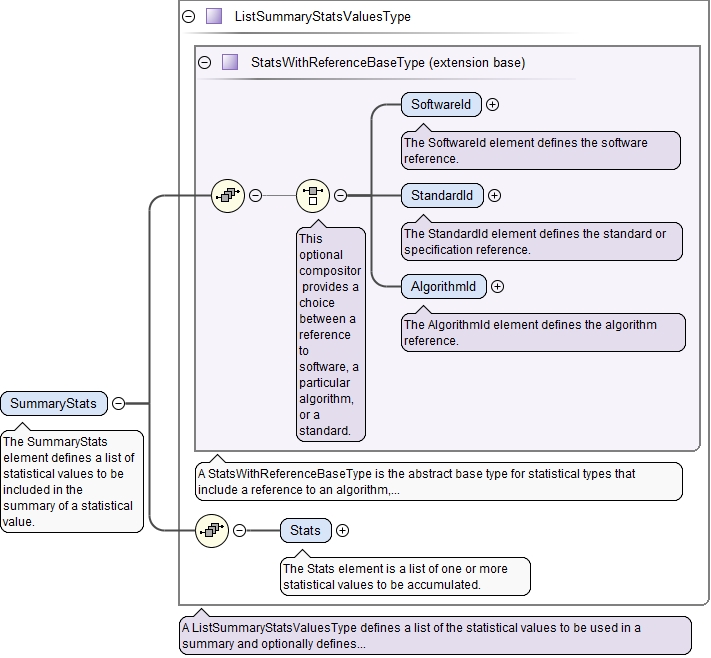 ListSummaryStatsValuesType
StatsWithReferenceBaseType (extension base)
SoftwareId
The SoftwareId element defines the software
reference.
StandardId
The StandardId element defines the standard or
specification reference.
AlgorithmId
The AlgorithmId element defines the algorithm
reference.
This
optional
compositor
provides a
choice
between a
reference
to
software, a
particular
algorithm,
or a
standard.
SummaryStats
The SummaryStats
element defines a list of
statistical values to be
included in the
summary of a statistical
value.
A StatsWithReferenceBaseType is the abstract base type for statistical types that
include a reference to an algorithm,...
Stats
The Stats element is a list of one or more
statistical values to be accumulated.
A ListSummaryStatsValuesType defines a list of the statistical values to be used in a
summary and optionally defines...